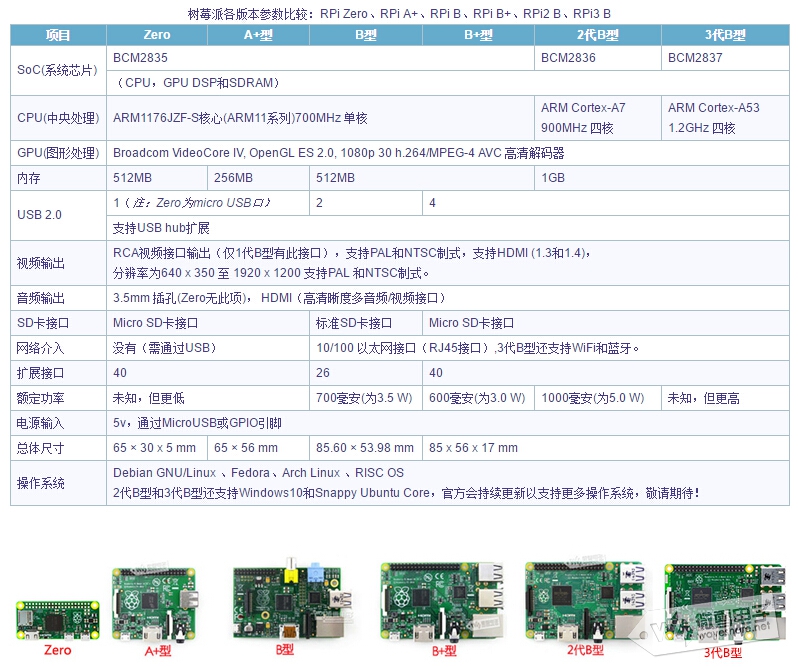 树莓派各版本参数比较：RPi Zero、RPi A+、RPi B、RPi B+、RPi2 B、RPi3 B
项目 Zero A+型 B型 B+型 2代B型 3代B型
SoC(系统芯片) BCM2835 BCM2836 BCM2837
（CPU，GPU DSP和SDRAM）
CPU(中央处理) ARM1176JZF-S核心(ARM11系列)700MHz 单核 ARM Cortex-A7 900MHz 四核 ARM Cortex-A53 1.2GHz 四核
GPU(图形处理) Broadcom VideoCore IV, OpenGL ES 2.0, 1080p 30 h.264/MPEG-4 AVC 高清解码器
内存 512MB 256MB 512MB 1GB
USB 2.0 1（注：Zero为micro USB口） 2 4
支持USB hub扩展
视频输出 RCA视频接口输出（仅1代B型有此接口），支持PAL和NTSC制式，支持HDMI (1.3和1.4)，
分辨率为640 x 350 至 1920 x 1200 支持PAL 和NTSC制式。
音频输出 3.5mm 插孔(Zero无此项)， HDMI（高清晰度多音频/视频接口）
SD卡接口 Micro SD卡接口 标准SD卡接口 Micro SD卡接口
网络介入 没有（需通过USB） 10/100 以太网接口（RJ45接口）,3代B型还支持WiFi和蓝牙。
扩展接口 40 26 40
额定功率 未知，但更低 700毫安(为3.5 W) 600毫安(为3.0 W) 1000毫安(为5.0 W) 未知，但更高
电源输入 5v，通过MicroUSB或GPIO引脚
总体尺寸 65 × 30 x 5 mm 65 × 56 mm 85.60 × 53.98 mm 85 x 56 x 17 mm
操作系统 Debian GNU/Linux 、Fedora、Arch Linux 、RISC OS
2代B型和3代B型还支持Windows10和Snappy Ubuntu Core，官方会持续更新以支持更多操作系统，敬请期待！
Zero A+型 B型 B+型 2代B型 3代B型